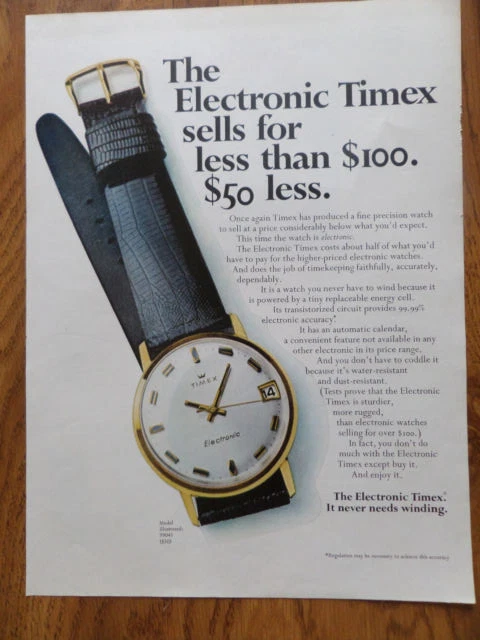 The
Electronic Timex
sells for
less than $100.
$50 less.
Once again Timex has produced a fine precision watch
to sell at a price considerably below what you'd expect.
This time the watch is electronic.
The Electronic Timex costs about half of what you'd
have to pay for the higher-priced electronic watches.
And does the job of timekeeping faithfully, accurately,
dependably.
It is a watch you never have to wind because it
is powered by a tiny replaceable energy cell.
Its transistorized circuit provides 99.99%
electronic accuracy*.
It has an automatic calendar,
a convenient feature not available in any
other electronic in its price range.
And you don't have to coddle it
because it's water-resistant
and dust-resistant.
(Tests prove that the Electronic
Timex is sturdier,
more rugged,
than electronic watches
selling for over $100.)
In fact, you don't do
much with the Electronic
Timex except buy it.
And enjoy it.
The Electronic Timex.®
It never needs winding.
TIMEX
14
Electronic
Model
illustrated:
*Regulation may be necessary to achieve this accuracy